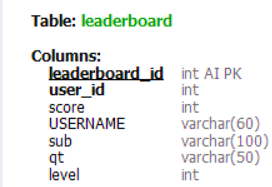 Table: leaderboard
Columns:
leaderboard_id int AI PK
user_id int
score int
USERNAME varchar(60)
sub varchar(100)
qt varchar(50)
level int